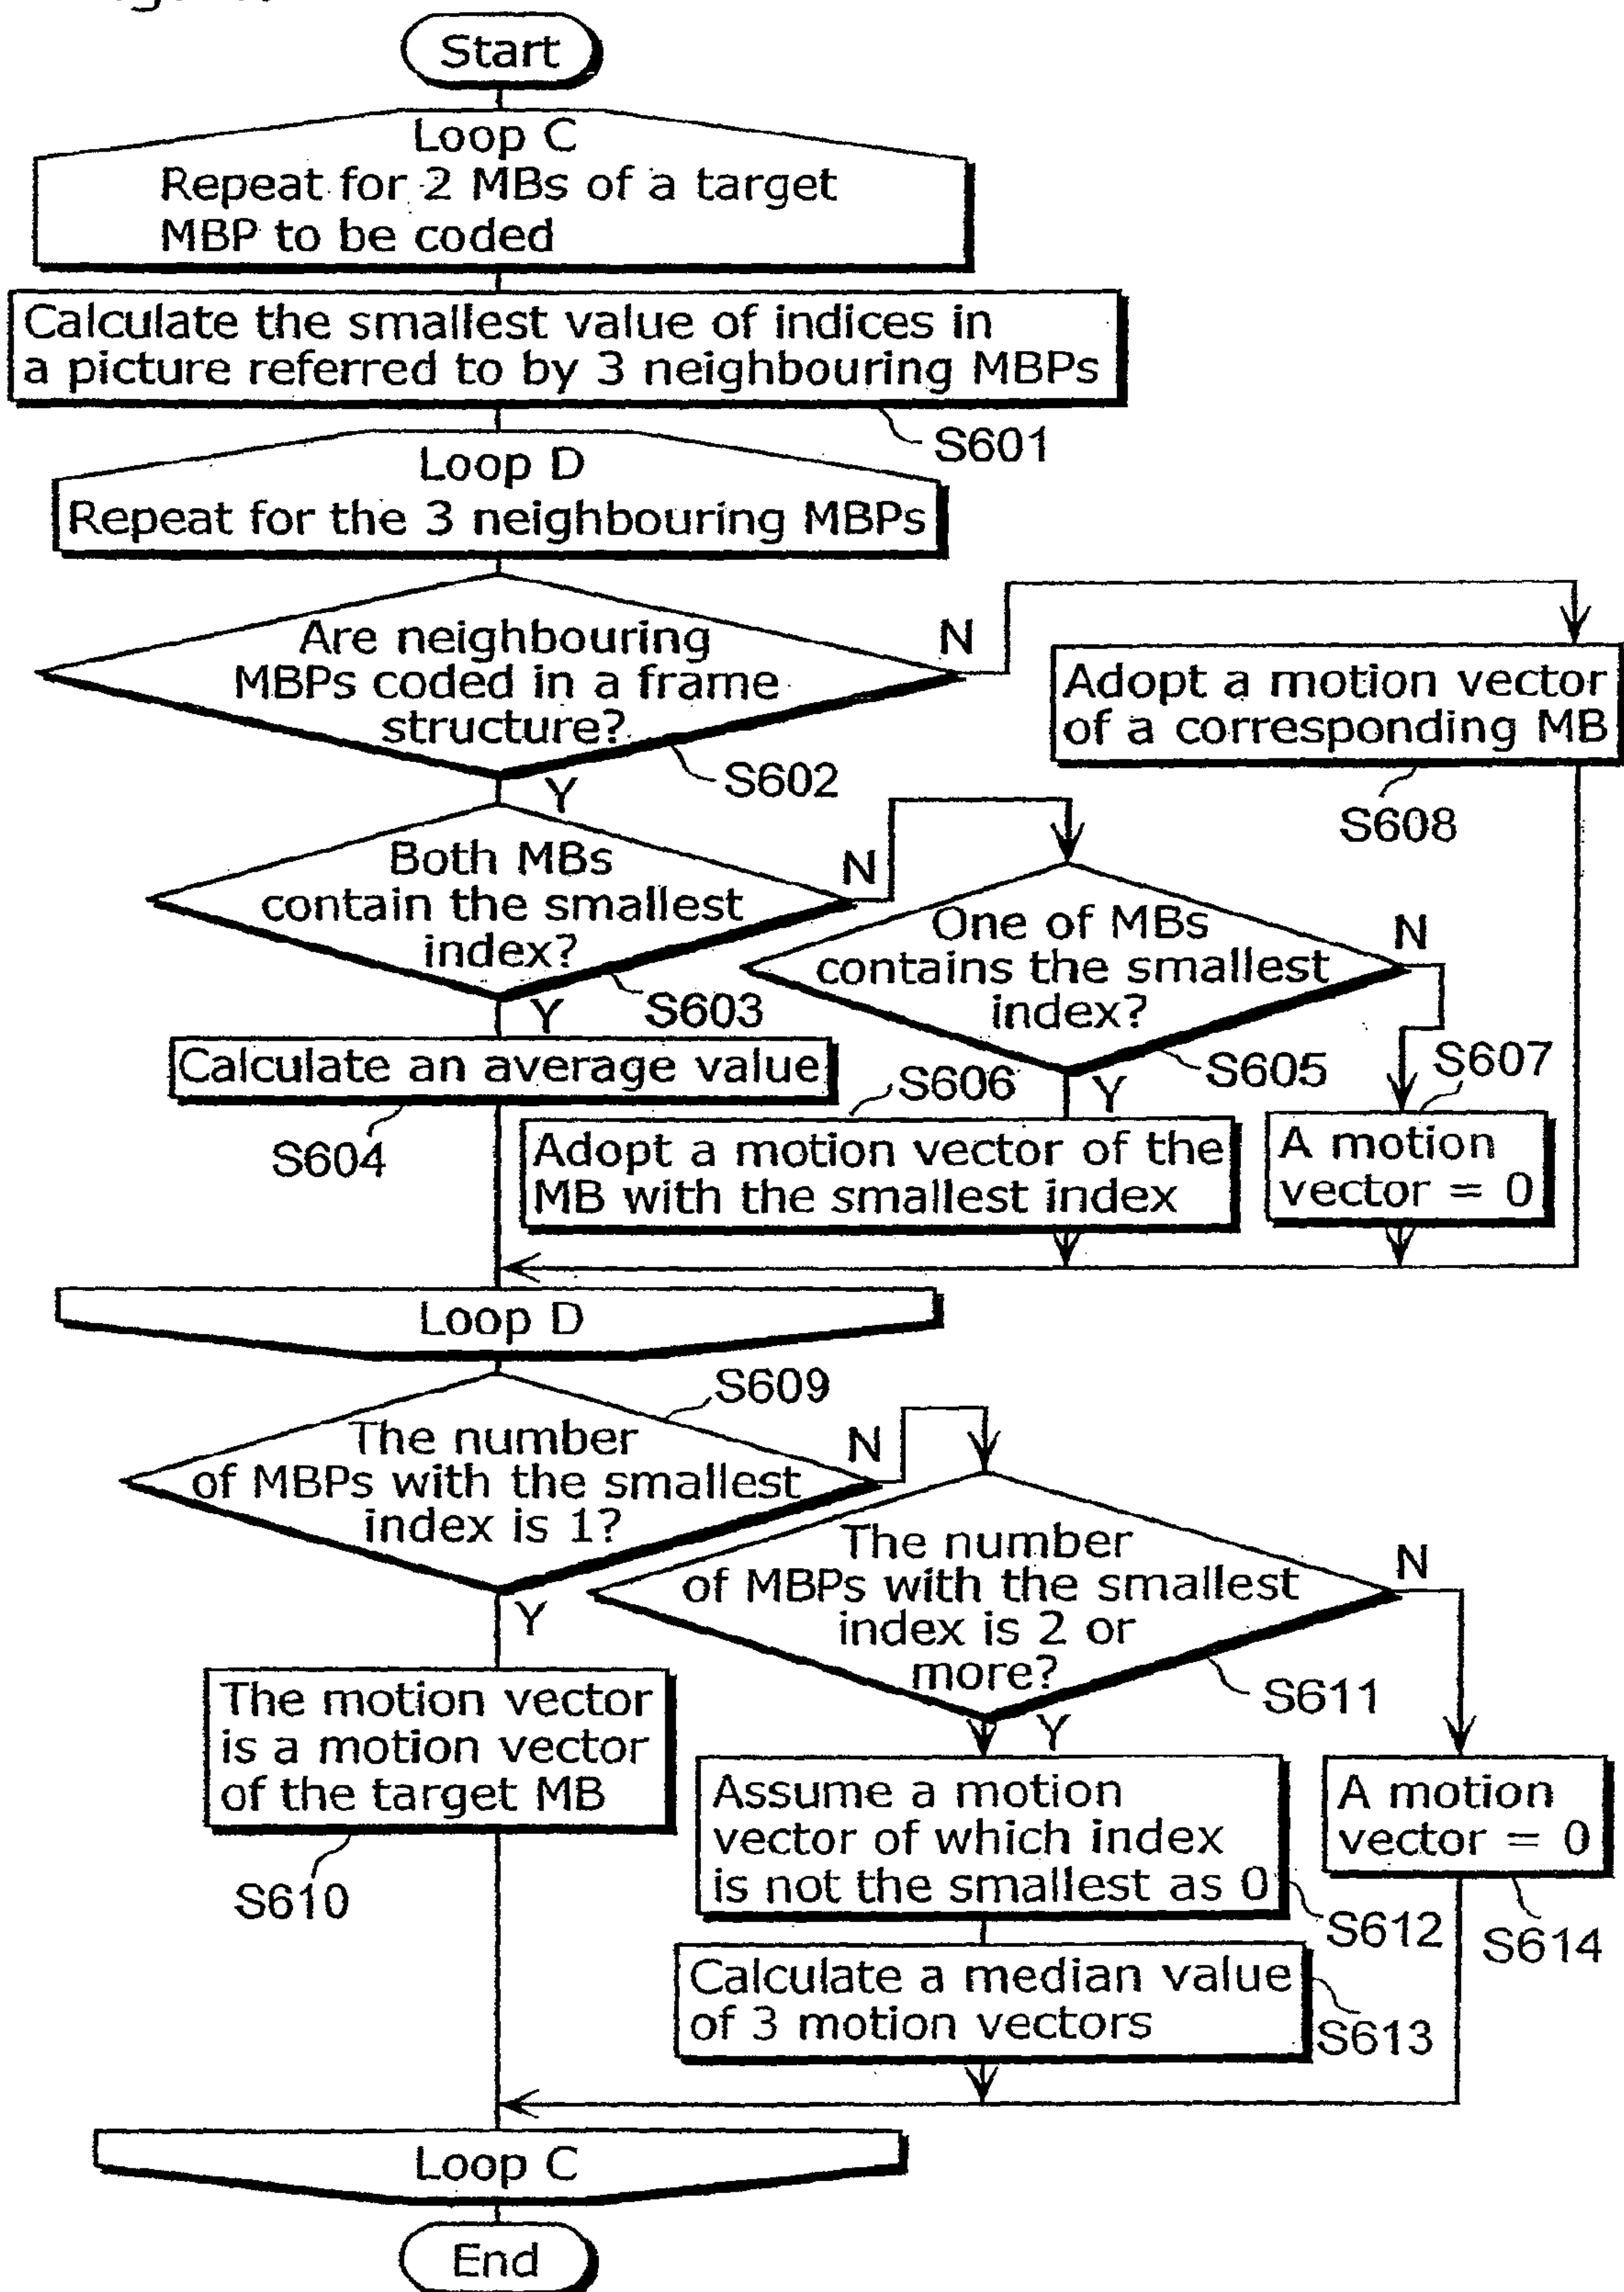 Start
Loop C
Repeat for 2 MBs of a target
MBP to be coded
Calculate the smallest value of indices in
a picture referred to by 3 neighbouring MBPs
S601
Loop D
Repeat for the 3 neighbouring MBPs
Are neighbouring
MBPs coded in a frame
structure?
N
S602
Y
Adopt a motion vector
of a corresponding MB
S608
Both MBs
contain the smallest
index?
N
S603
Y
One of MBs
contains the smallest
index?
N
S605
Y
Calculate an average value
S604
S606
Adopt a motion vector of the
MB with the smallest index
S607
A motion
vector = 0
Loop D
S609
The number
of MBPs with the smallest
index is 1?
N
Y
The number
of MBPs with the smallest
index is 2 or
more?
N
S611
Y
The motion vector
is a motion vector
of the target MB
S610
Assume a motion
vector of which index
is not the smallest as 0
S612
A motion
vector = 0
S614
Calculate a median value
of 3 motion vectors
S613
Loop C
End